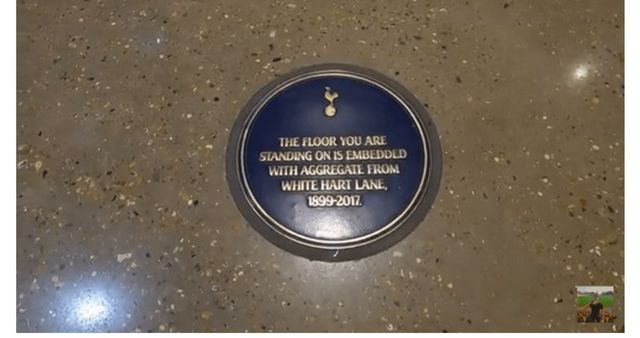 THE FLOOR YOU ARE
STANDING ON IS EMBEDDED
WITH AGGREGATE FROM
WHITE HART LANE,
1899-2017.